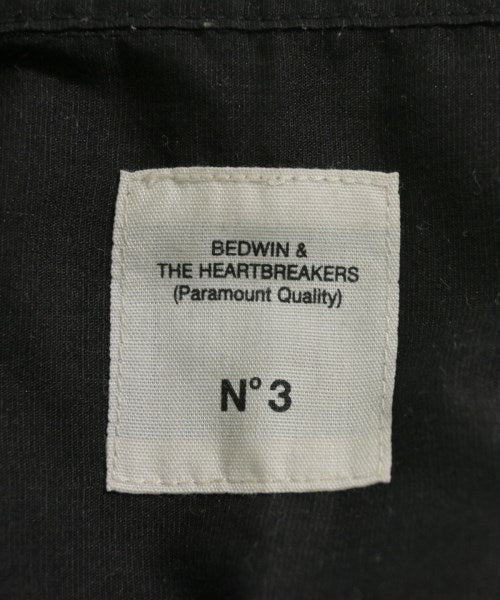 BEDWIN &
THE HEARTBREAKERS
(Paramount Quality)
N° 3